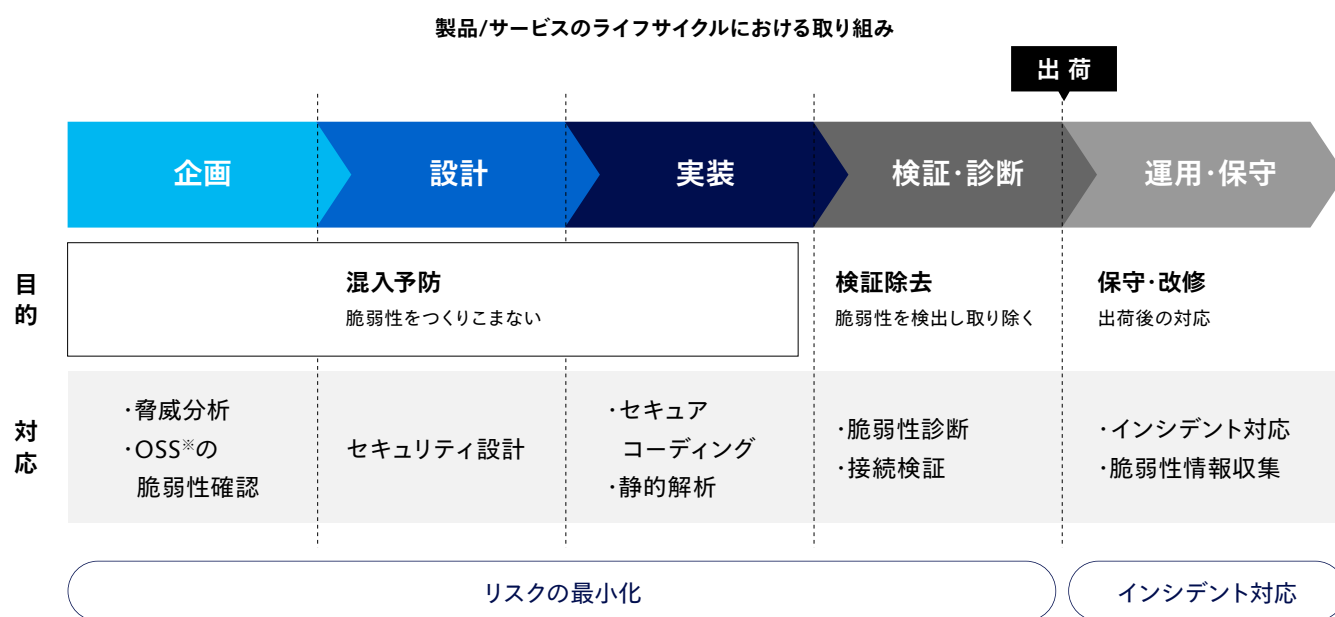 製品/サービスのライフサイクルにおける取り組み
出荷
企画
設計
実装
検証・診断
運用・保守
目的
混入予防
脆弱性をつくりこまない
検証除去
脆弱性を検出し取り除く
保守・改修
出荷後の対応
対応
・脅威分析
・OSS※の
脆弱性確認
セキュリティ設計
・セキュア
コーディング
・静的解析
・脆弱性診断
・接続検証
・インシデント対応
・脆弱性情報収集
リスクの最小化
インシデント対応